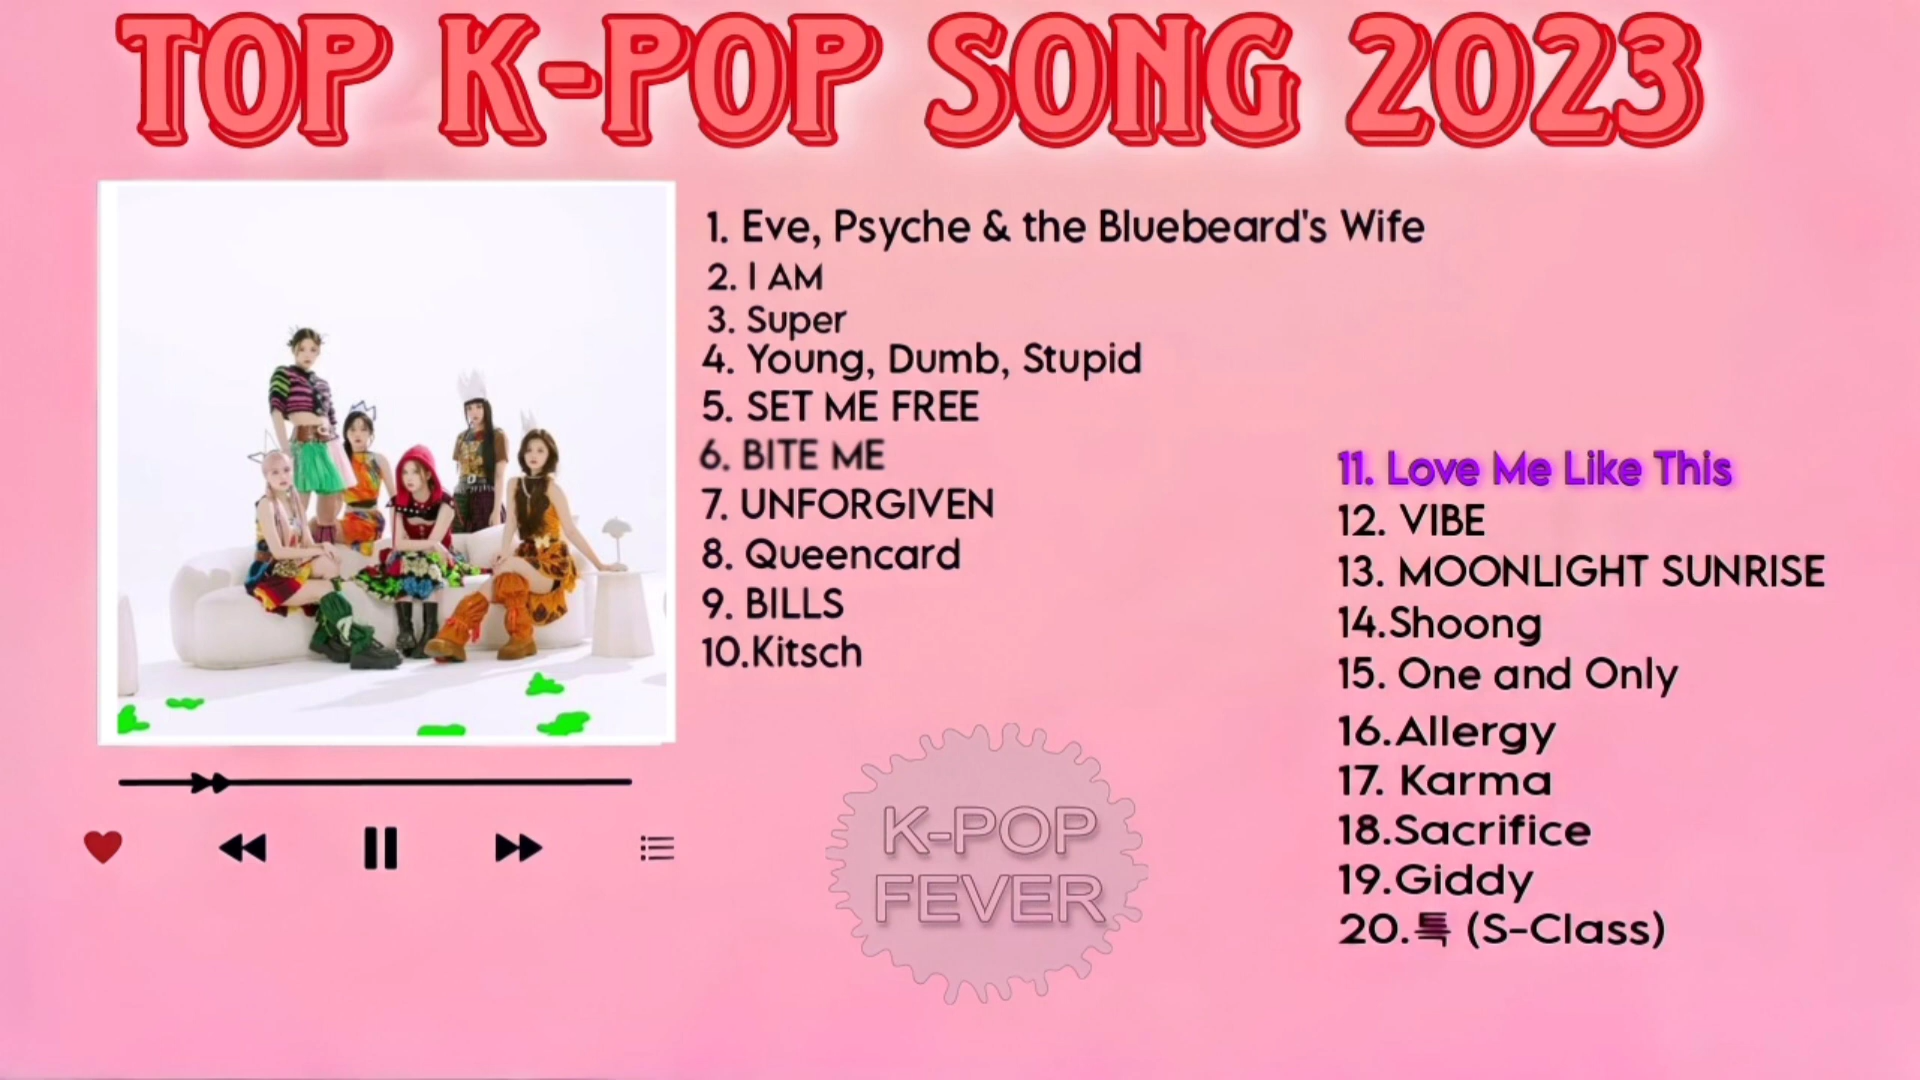 TOP K-POP SONG 2023
1. Eve, Psyche & the Bluebeard's Wife
2. I AM
3. Super
4. Young, Dumb, Stupid
5. SET ME FREE
6. BITE ME
7. UNFORGIVEN
8. Queencard
9. BILLS
10.Kitsch
11. Love Me Like This
12. VIBE
13. MOONLIGHT SUNRISE
14.Shoong
15. One and Only
16.Allergy
17. Karma
18.Sacrifice
19.Giddy
20.특 (S-Class)
K-POP
FEVER